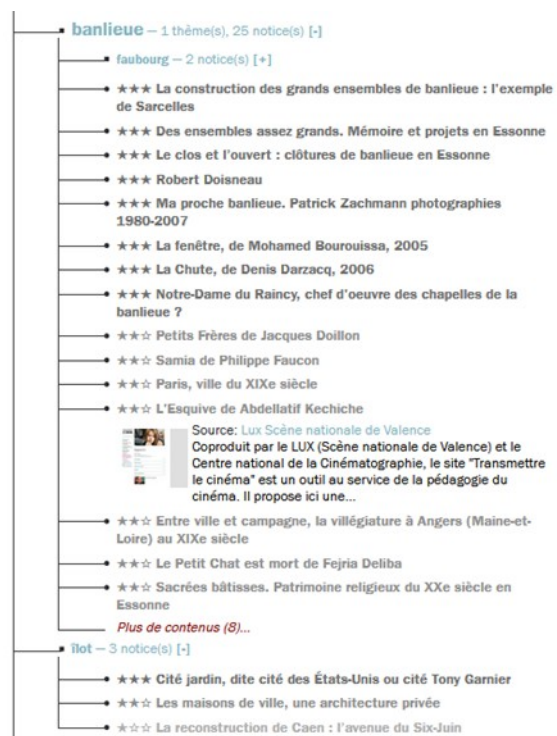 banlieue – 1 thème(s), 25 notice(s) [-]
faubourg – 2 notice(s) [+]
★★★ La construction des grands ensembles de banlieue : l'exemple
de Sarcelles
★★★ Des ensembles assez grands. Mémoire et projets en Essonne
★★★ Le clos et l'ouvert : clôtures de banlieue en Essonne
★★★ Robert Doisneau
★★★ Ma proche banlieue. Patrick Zachmann photographies
1980-2007
★★★ La fenêtre, de Mohamed Bourouissa, 2005
★★★ La Chute, de Denis Darzacq, 2006
★★★ Notre-Dame du Raincy, chef d'oeuvre des chapelles de la
banlieue ?
★★☆ Petits Frères de Jacques Doillon
★★☆ Samia de Philippe Faucon
★★☆ Paris, ville du XIXe siècle
★★☆ L'Esquive de Abdellatif Kechiche
Source: Lux Scène nationale de Valence
Coproduit par le LUX (Scène nationale de Valence) et le
Centre national de la Cinématographie, le site "Transmettre
le cinéma" est un outil au service de la pédagogie du
cinéma. Il propose ici une...
★★☆ Entre ville et campagne, la villégiature à Angers (Maine-et-
Loire) au XIXe siècle
★★☆ Le Petit Chat est mort de Fejria Deliba
★★☆ Sacrées bâtisses. Patrimoine religieux du XXe siècle en
Essonne
Plus de contenus (8)...
îlot – 3 notice(s) [-]
★★★ Cité jardin, dite cité des États-Unis ou cité Tony Garnier
★★☆ Les maisons de ville, une architecture privée
★☆☆ La reconstruction de Caen : l'avenue du Six-Juin